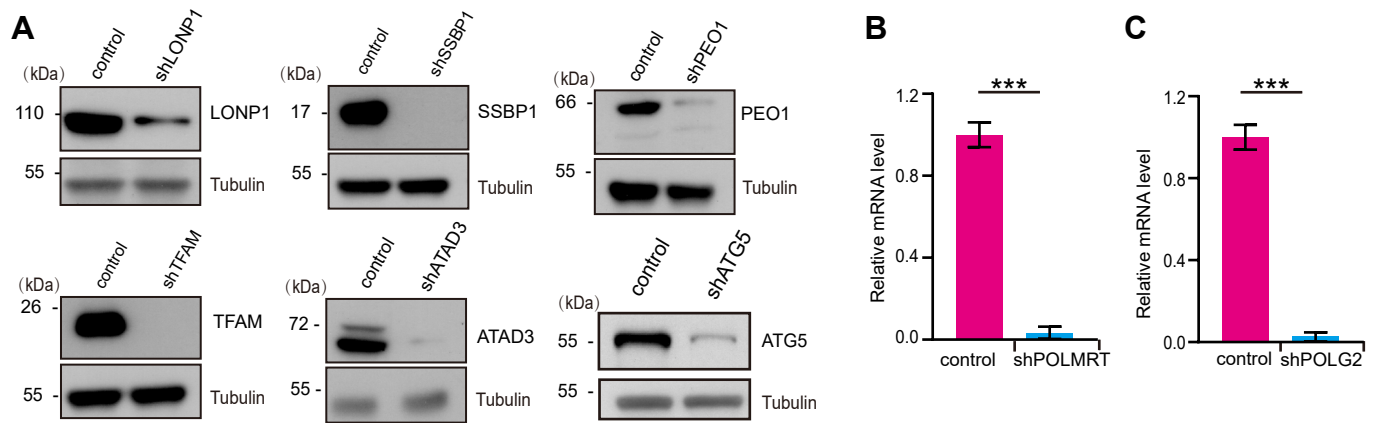 A
control shLONP1
(kDa)
110 - LONP1
55 - Tubulin
control shSSBP1
(kDa)
17 - SSBP1
55 - Tubulin
control shPEO1
(kDa)
66 - PEO1
55 - Tubulin
control shTFAM
(kDa)
26 - TFAM
55 - Tubulin
control shATAD3
(kDa)
72 - ATAD3
55 - Tubulin
control shATG5
(kDa)
55 - ATG5
55 - Tubulin
B
***
Relative mRNA level
1.2
0.8
0.4
0.0
control shPOLMRT
C
***
Relative mRNA level
1.2
0.8
0.4
0.0
control shPOLG2